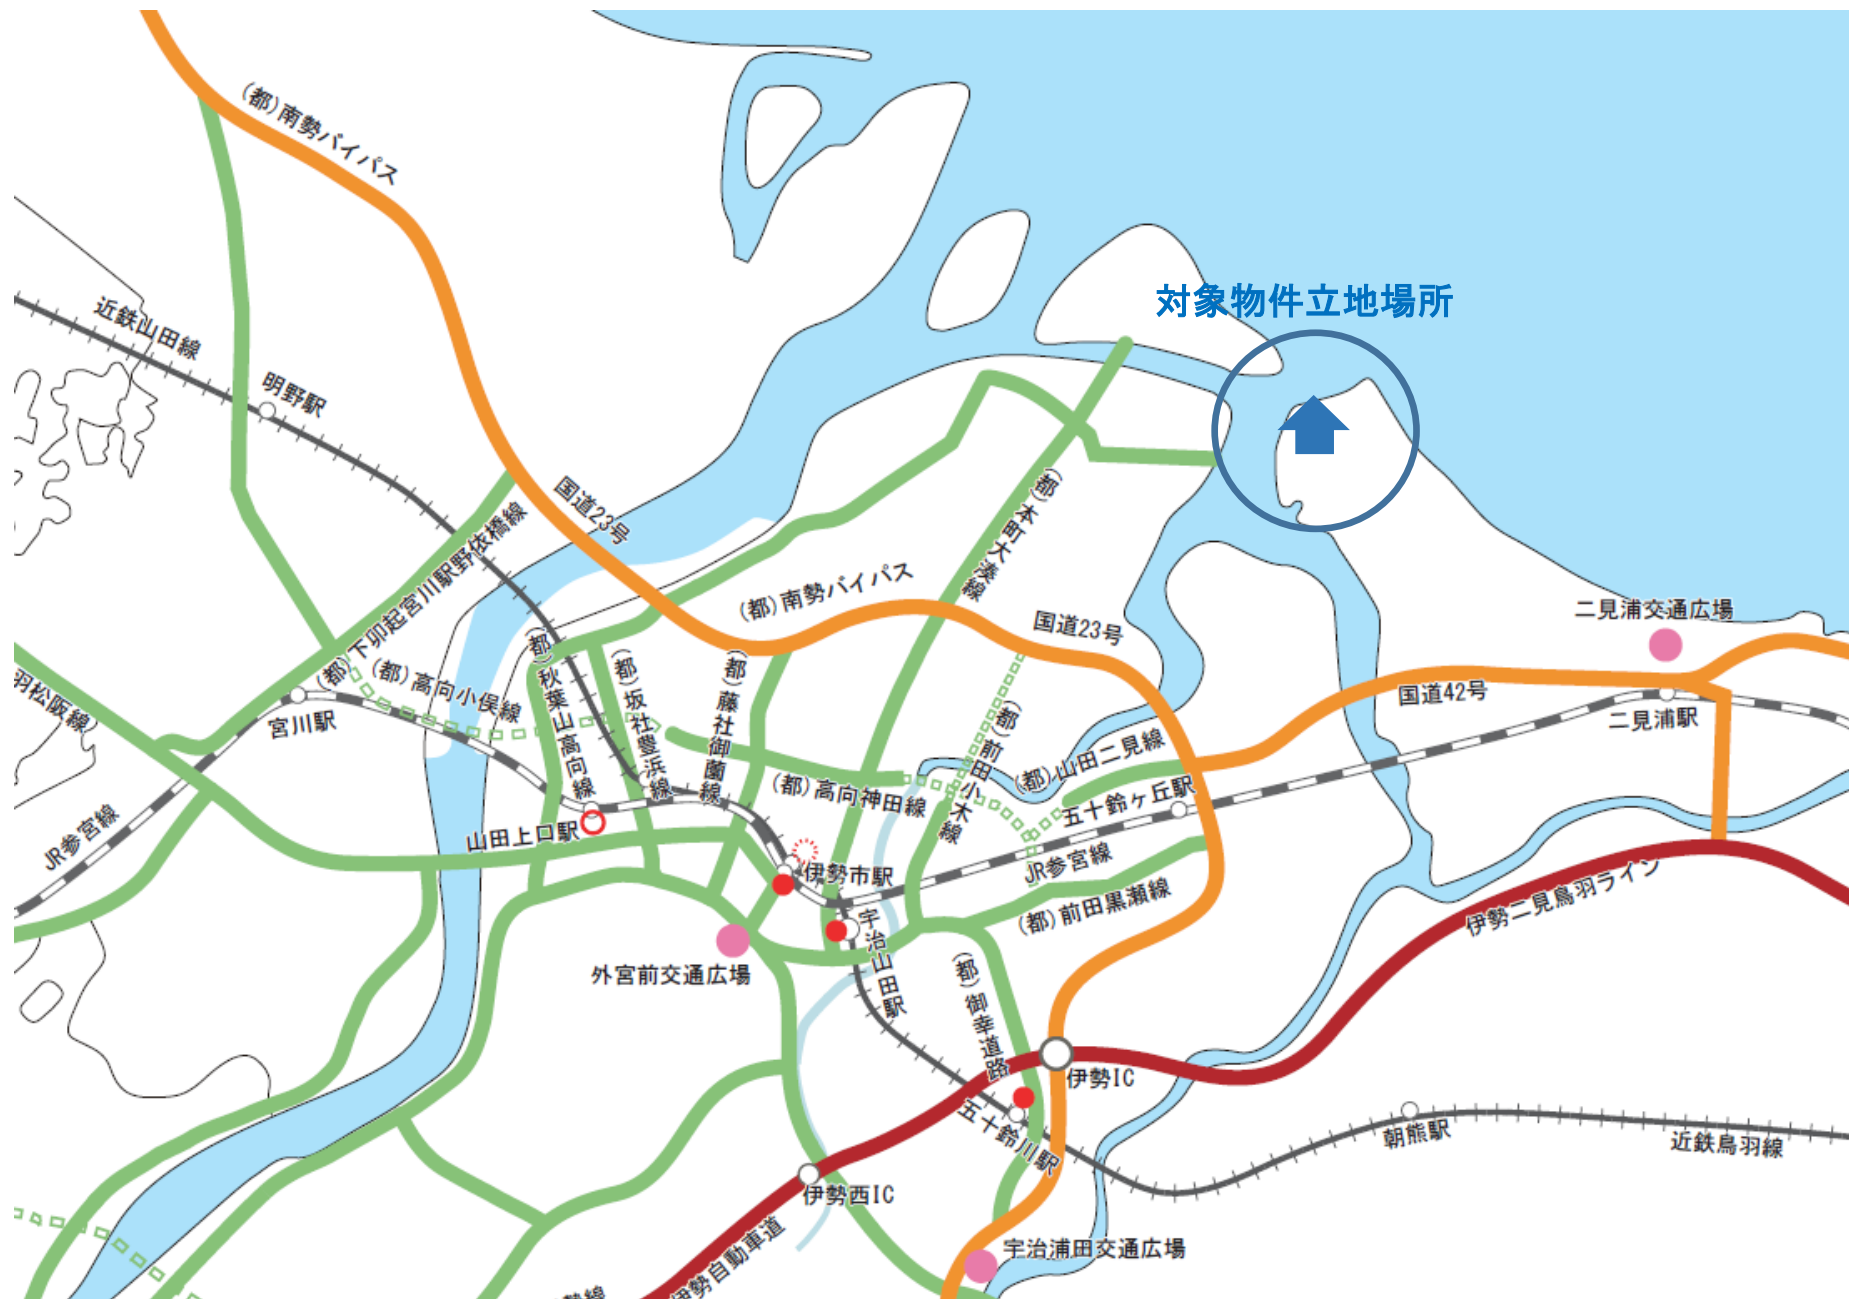 (都)南勢バイパス
対象物件立地場所
近鉄山田線
明野駅
国道23号
(都)下卯起宮川駅野依橋線
(都)本町大湊線
(都)南勢バイパス
国道23号
二見浦交通広場
羽松阪線
(都)高向小俣線
(都)秋葉山高向線
(都)坂社豊浜線
(都)藤社御薗線
宮川駅
国道42号
二見浦駅
(都)前田小木線
(都)山田二見線
(都)高向神田線
五十鈴ヶ丘駅
JR参宮線
山田上口駅
伊勢市駅
JR参宮線
(都)前田黒瀬線
宇治山田駅
伊勢二見鳥羽ライン
外宮前交通広場
(都)御幸道路
伊勢IC
五十鈴川駅
朝熊駅
近鉄鳥羽線
伊勢西IC
伊勢自動車道
宇治浦田交通広場